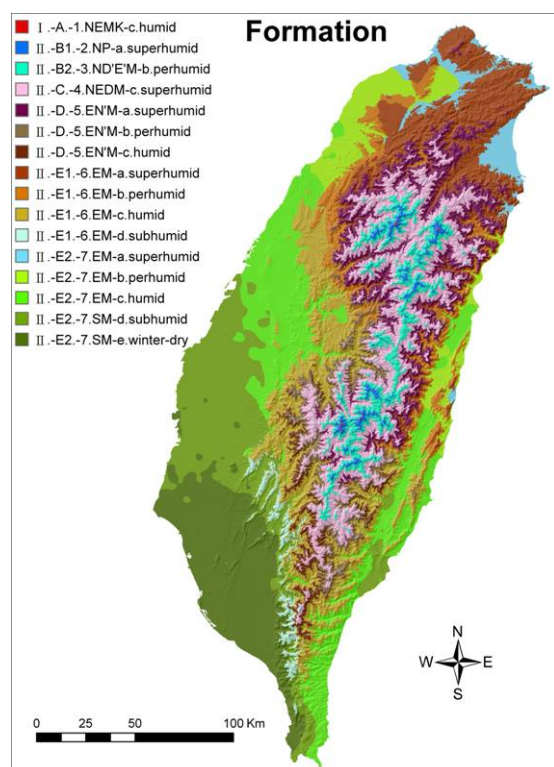 Formation
Ⅰ.-A.-1.NEMK-c.humid
Ⅱ.-B1.-2.NP-a.superhumid
Ⅱ.-B2.-3.ND'E'M-b.perhumid
Ⅱ.-C.-4.NEDM-c.superhumid
Ⅱ.-D.-5.EN'M-a.superhumid
Ⅱ.-D.-5.EN'M-b.perhumid
Ⅱ.-D.-5.EN'M-c.humid
Ⅱ.-E1.-6.EM-a.superhumid
Ⅱ.-E1.-6.EM-b.perhumid
Ⅱ.-E1.-6.EM-c.humid
Ⅱ.-E1.-6.EM-d.subhumid
Ⅱ.-E2.-7.EM-a.superhumid
Ⅱ.-E2.-7.EM-b.perhumid
Ⅱ.-E2.-7.EM-c.humid
Ⅱ.-E2.-7.SM-d.subhumid
Ⅱ.-E2.-7.SM-e.winter-dry
N
W E
S
0 25 50 100 Km